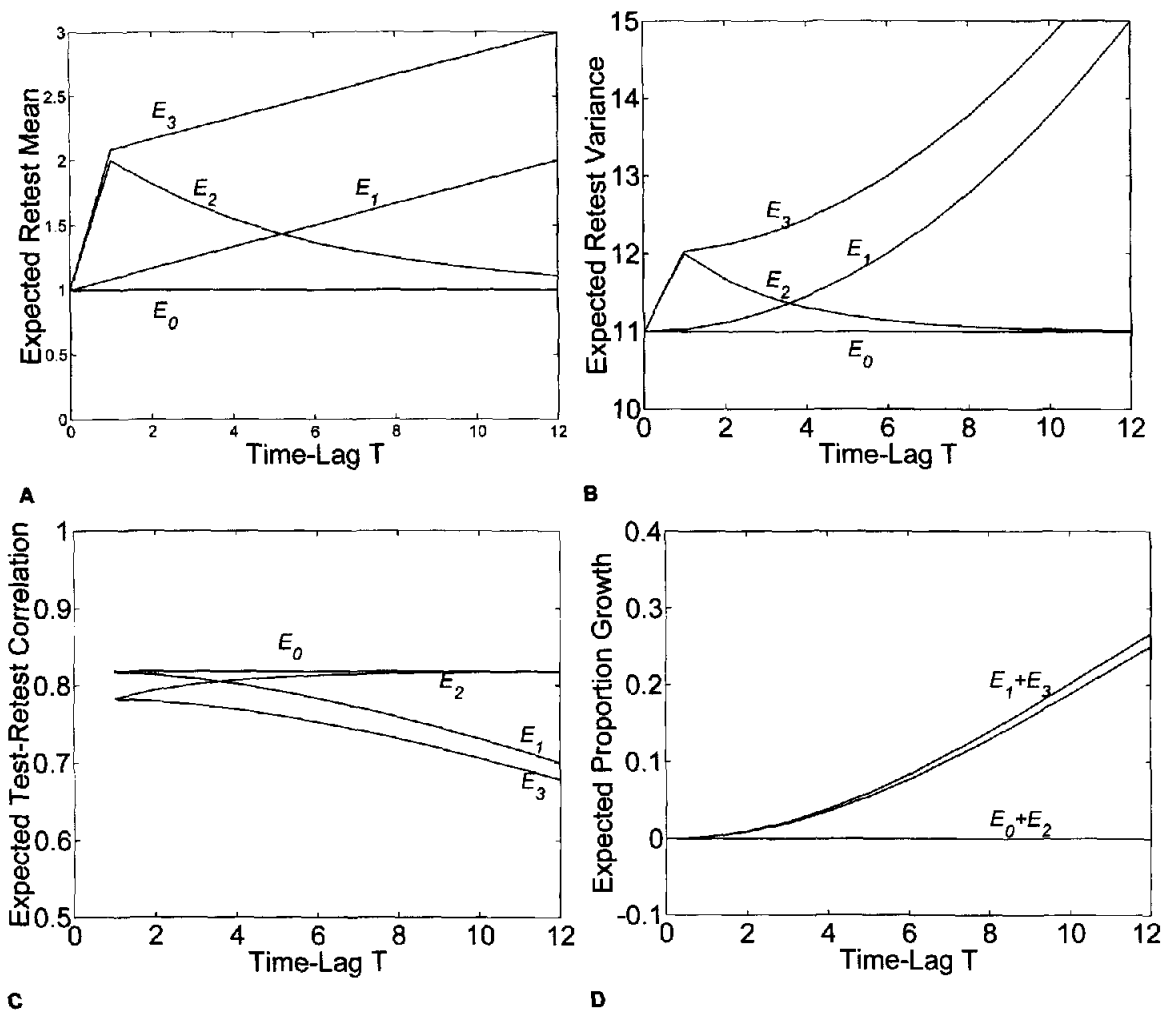 Expected Retest Mean
3
2.5
2
1.5
1
0.5
0
0 2 4 6 8 10 12
Time-Lag T
E3
E2
E1
E0
A
Expected Retest Variance
15
14
13
12
11
10
0 2 4 6 8 10 12
Time-Lag T
E3
E1
E2
E0
B
Expected Test-Retest Correlation
1
0.9
0.8
0.7
0.6
0.5
0 2 4 6 8 10 12
Time-Lag T
E0
E2
E1
E3
C
Expected Proportion Growth
0.4
0.3
0.2
0.1
0
-0.1
0 2 4 6 8 10 12
Time-Lag T
E1+E3
E0+E2
D